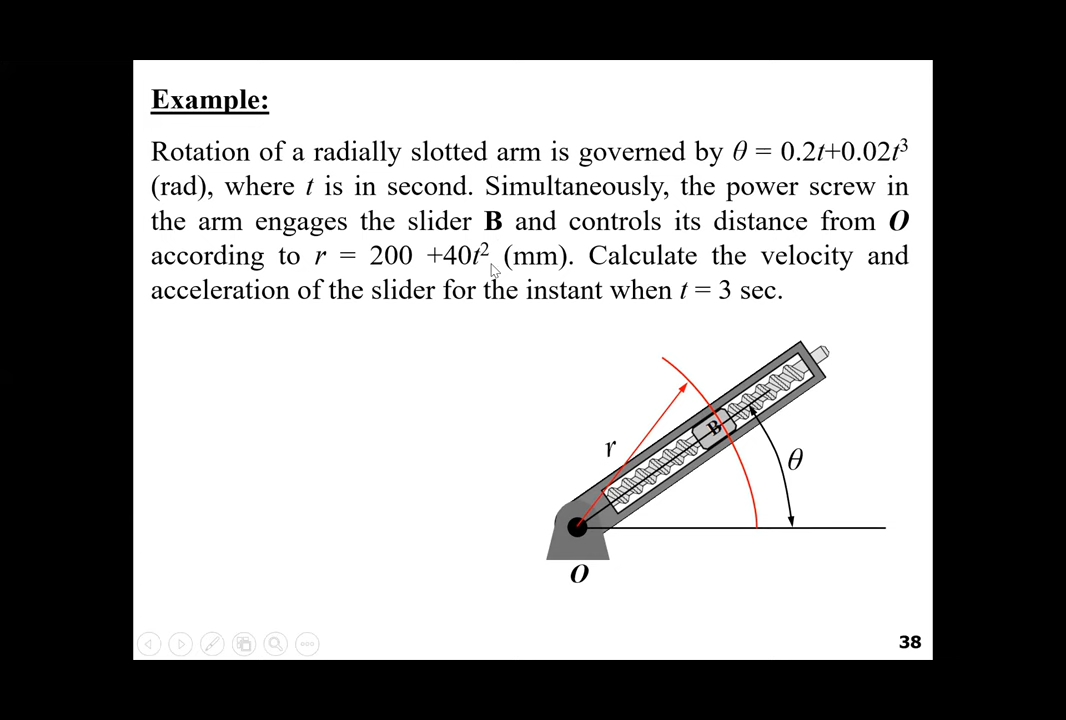 Example:
Rotation of a radially slotted arm is governed by θ = 0.2t+0.02t³
(rad), where t is in second. Simultaneously, the power screw in
the arm engages the slider B and controls its distance from O
according to r = 200 +40t² (mm). Calculate the velocity and
acceleration of the slider for the instant when t = 3 sec.
B
r
θ
O
38